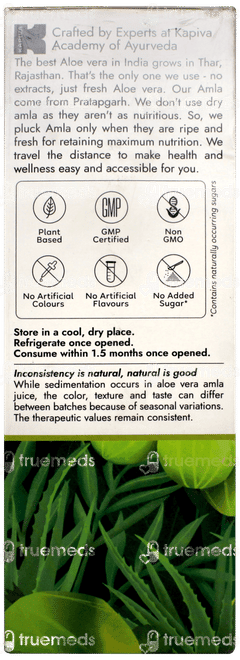 Crafted by Experts at Kapiva
Academy of Ayurveda
The best Aloe vera in India grows in Thar,
Rajasthan. That's the only one we use - no
extracts, just fresh Aloe vera. Our Amla
come from Pratapgarh. We don't use dry
amla as they aren't as nutritious. So, we
pluck Amla only when they are ripe and
fresh for retaining maximum nutrition. We
travel the distance to make health and
wellness easy and accessible for you.
Plant
Based
GMP
GMP
Certified
Non
GMO
No Artificial
Colours
No Artificial
Flavours
No Added
Sugar*
*Contains naturally occurring sugars
Store in a cool, dry place.
Refrigerate once opened.
Consume within 1.5 months once opened.
Inconsistency is natural, natural is good
While sedimentation occurs in aloe vera amla
juice, the color, texture and taste can differ
between batches because of seasonal variations.
The therapeutic values remain consistent.
truemeds
truemeds
truemeds
truemeds
truemeds
truemeds